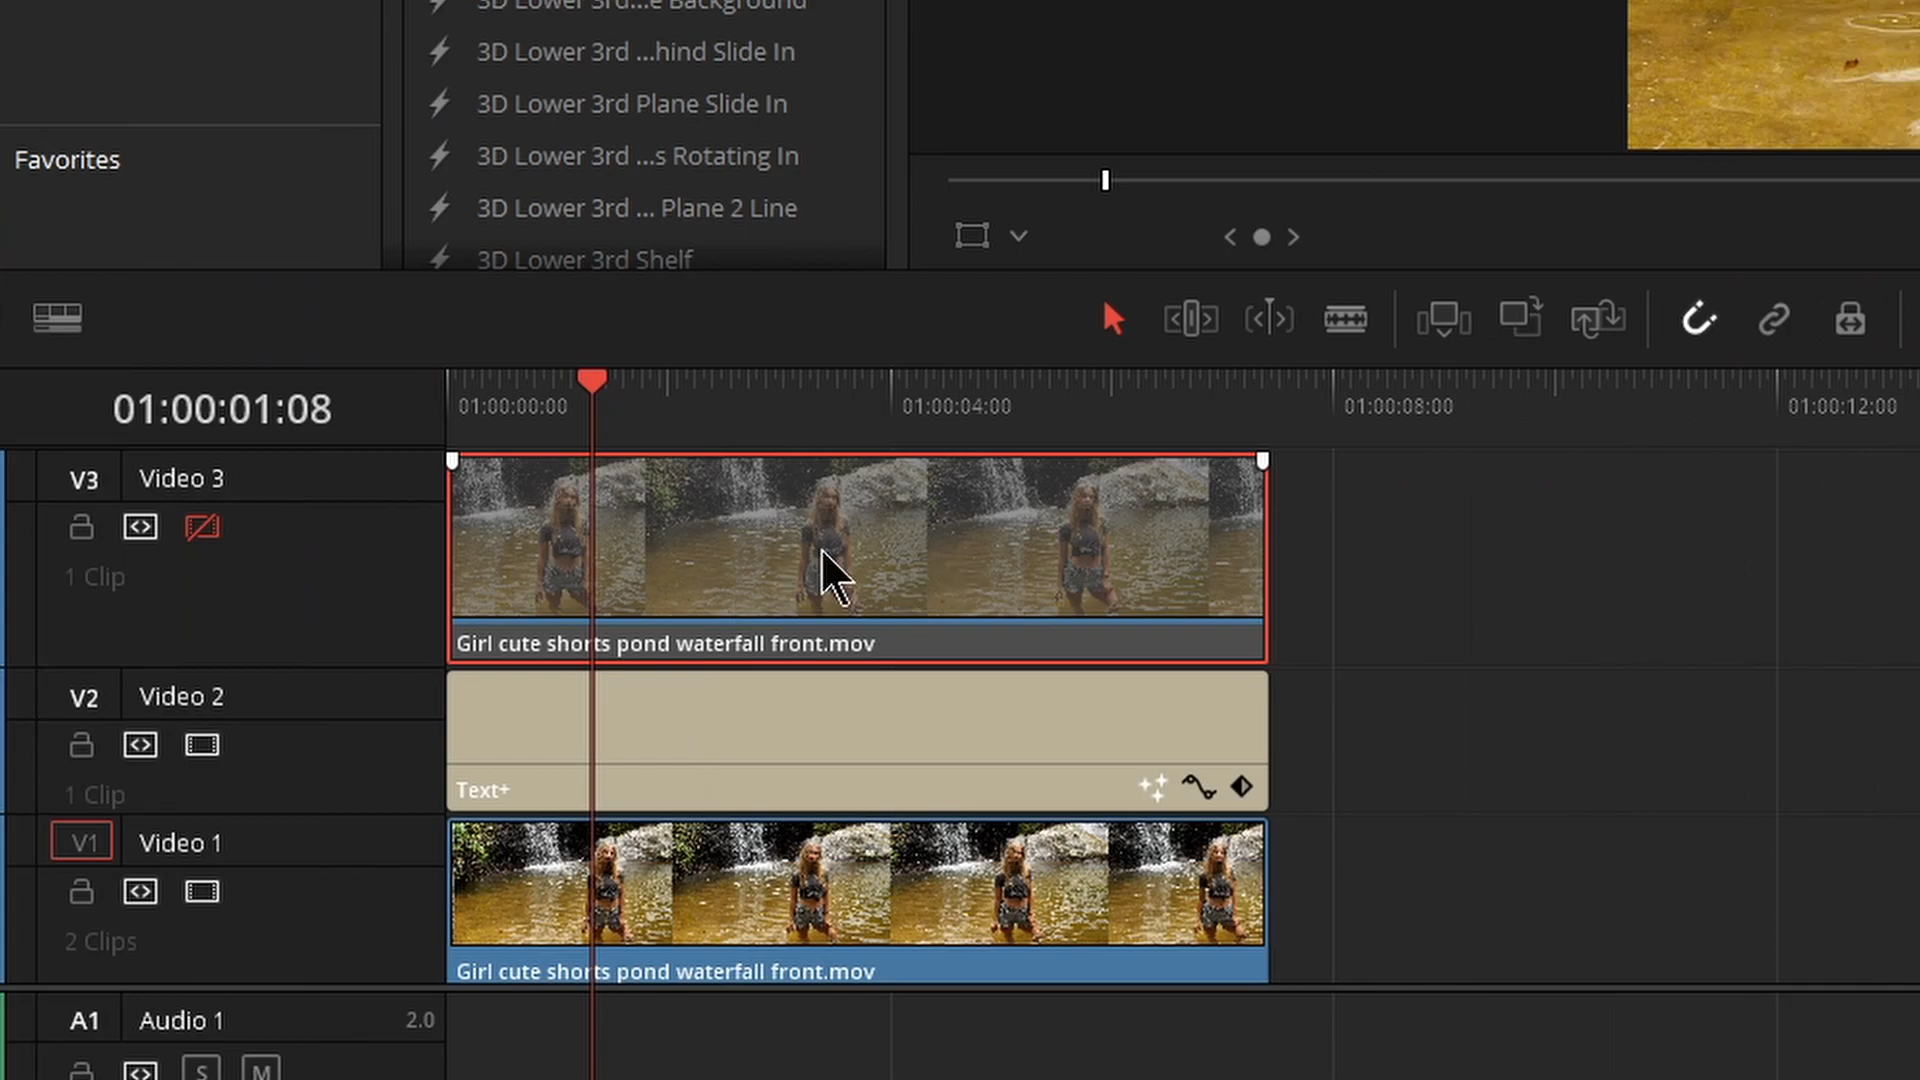 3D Lower 3rd...e Background
3D Lower 3rd ...hind Slide In
3D Lower 3rd Plane Slide In
Favorites
3D Lower 3rd ...s Rotating In
3D Lower 3rd ... Plane 2 Line
3D Lower 3rd Shelf
01:00:01:08
01:00:00:00
01:00:04:00
01:00:08:00
01:00:12:00
V3 Video 3
1 Clip
Girl cute shorts pond waterfall front.mov
V2 Video 2
1 Clip
Text+
V1 Video 1
2 Clips
Girl cute shorts pond waterfall front.mov
A1 Audio 1 2.0
S M